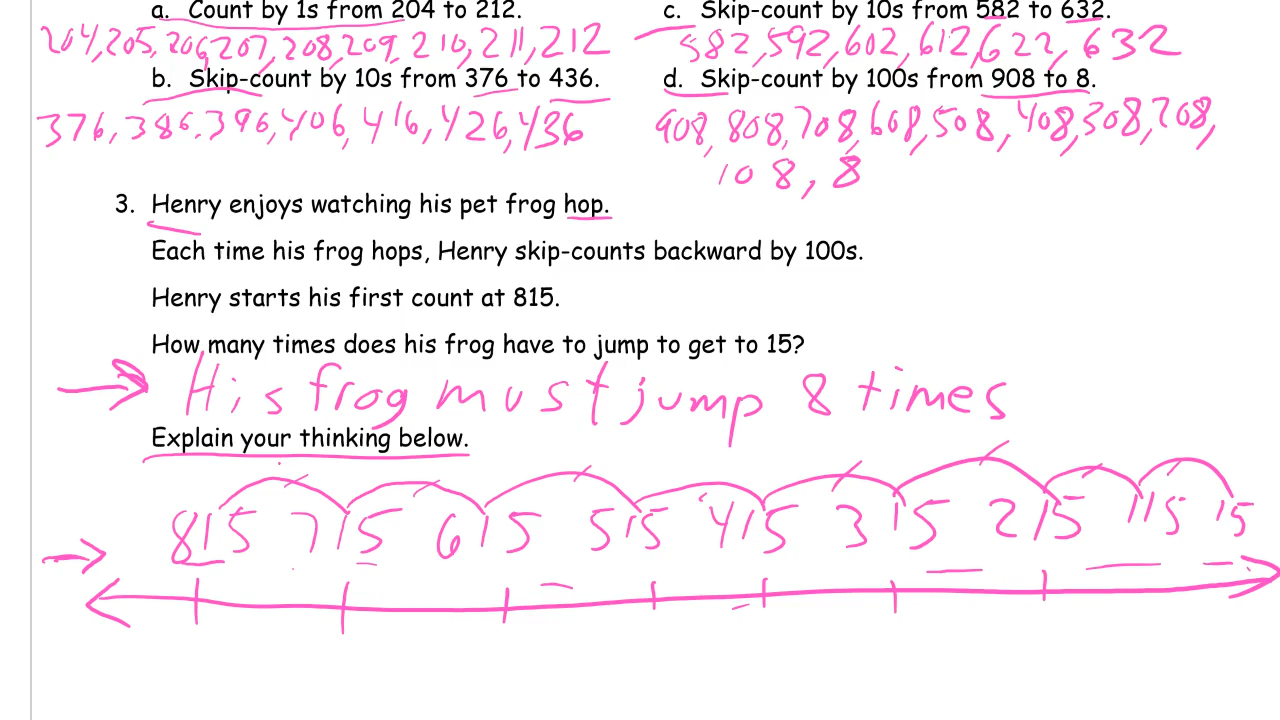 a. Count by 1s from 204 to 212.
204, 205, 206, 207, 208, 209, 210, 211, 212
b. Skip-count by 10s from 376 to 436.
376, 386, 396, 406, 416, 426, 436
c. Skip-count by 10s from 582 to 632.
582, 592, 602, 612, 622, 632
d. Skip-count by 100s from 908 to 8.
908, 808, 708, 608, 508, 408, 308, 208,
108, 8
3. Henry enjoys watching his pet frog hop.
Each time his frog hops, Henry skip-counts backward by 100s.
Henry starts his first count at 815.
How many times does his frog have to jump to get to 15?
His frog must jump 8 times
Explain your thinking below.
815 715 615 515 415 315 215 115 15